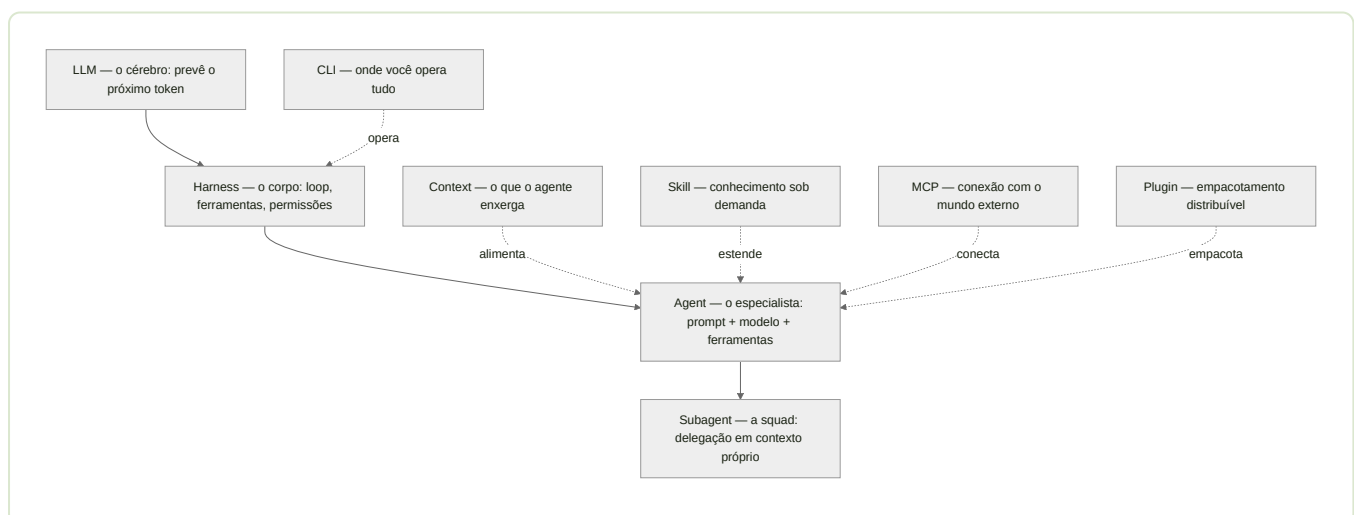 LLM — o cérebro: prevê o
próximo token
CLI — onde você opera
tudo
opera
Harness — o corpo: loop,
ferramentas, permissões
Context — o que o agente
enxerga
Skill — conhecimento sob
demanda
MCP — conexão com o
mundo externo
Plugin — empacotamento
distribuível
alimenta
estende
conecta
empacota
Agent — o especialista:
prompt + modelo +
ferramentas
Subagent — a squad:
delegação em contexto
próprio